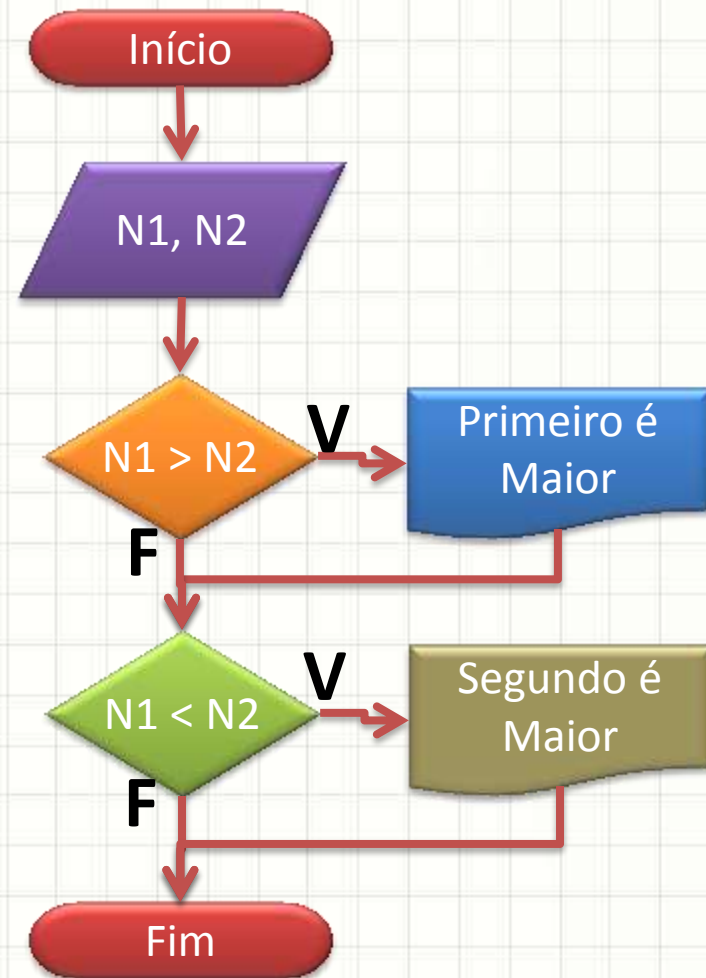 Início
N1, N2
N1 > N2
V
Primeiro é
Maior
F
N1 < N2
V
Segundo é
Maior
F
Fim